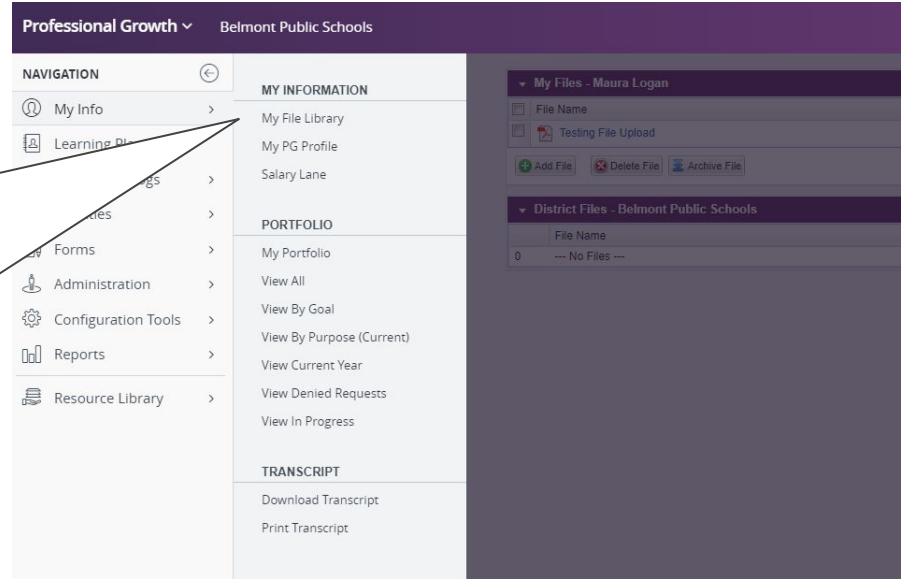 Professional Growth Belmont Public Schools
NAVIGATION
My Info
Learning
Forms
Administration
Configuration Tools
Reports
Resource Library
MY INFORMATION
My File Library
My PG Profile
Salary Lane
PORTFOLIO
My Portfolio
View All
View By Goal
View By Purpose (Current)
View Current Year
View Denied Requests
View In Progress
TRANSCRIPT
Download Transcript
Print Transcript
My Files - Maura Logan
File Name
Testing File Upload
Add File Delete File Archive File
District Files - Belmont Public Schools
File Name
0 --- No Files ---